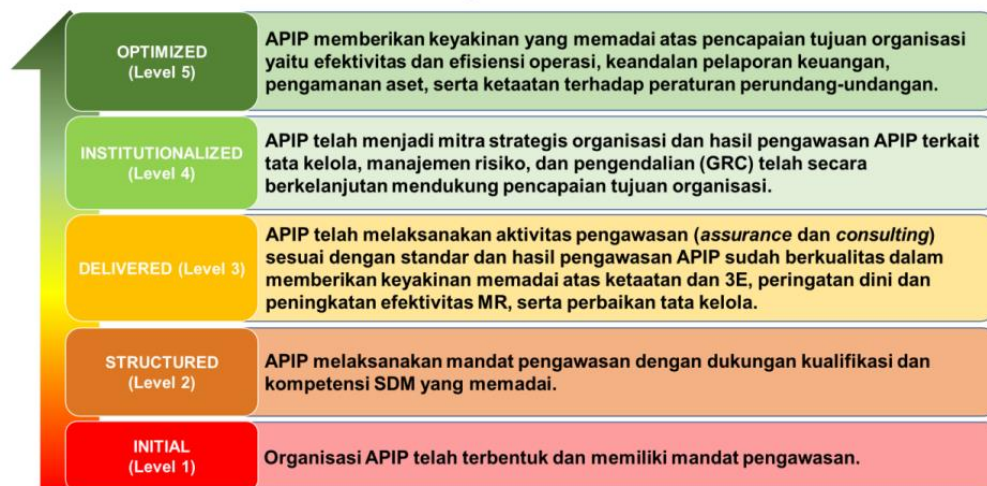 OPTIMIZED
(Level 5)
APIP memberikan keyakinan yang memadai atas pencapaian tujuan organisasi
yaitu efektivitas dan efisiensi operasi, keandalan pelaporan keuangan,
pengamanan aset, serta ketaatan terhadap peraturan perundang-undangan.
INSTITUTIONALIZED
(Level 4)
APIP telah menjadi mitra strategis organisasi dan hasil pengawasan APIP terkait
tata kelola, manajemen risiko, dan pengendalian (GRC) telah secara
berkelanjutan mendukung pencapaian tujuan organisasi.
DELIVERED (Level 3)
APIP telah melaksanakan aktivitas pengawasan (assurance dan consulting)
sesuai dengan standar dan hasil pengawasan APIP sudah berkualitas dalam
memberikan keyakinan memadai atas ketaatan dan 3E, peringatan dini dan
peningkatan efektivitas MR, serta perbaikan tata kelola.
STRUCTURED
(Level 2)
APIP melaksanakan mandat pengawasan dengan dukungan kualifikasi dan
kompetensi SDM yang memadai.
INITIAL
(Level 1)
Organisasi APIP telah terbentuk dan memiliki mandat pengawasan.